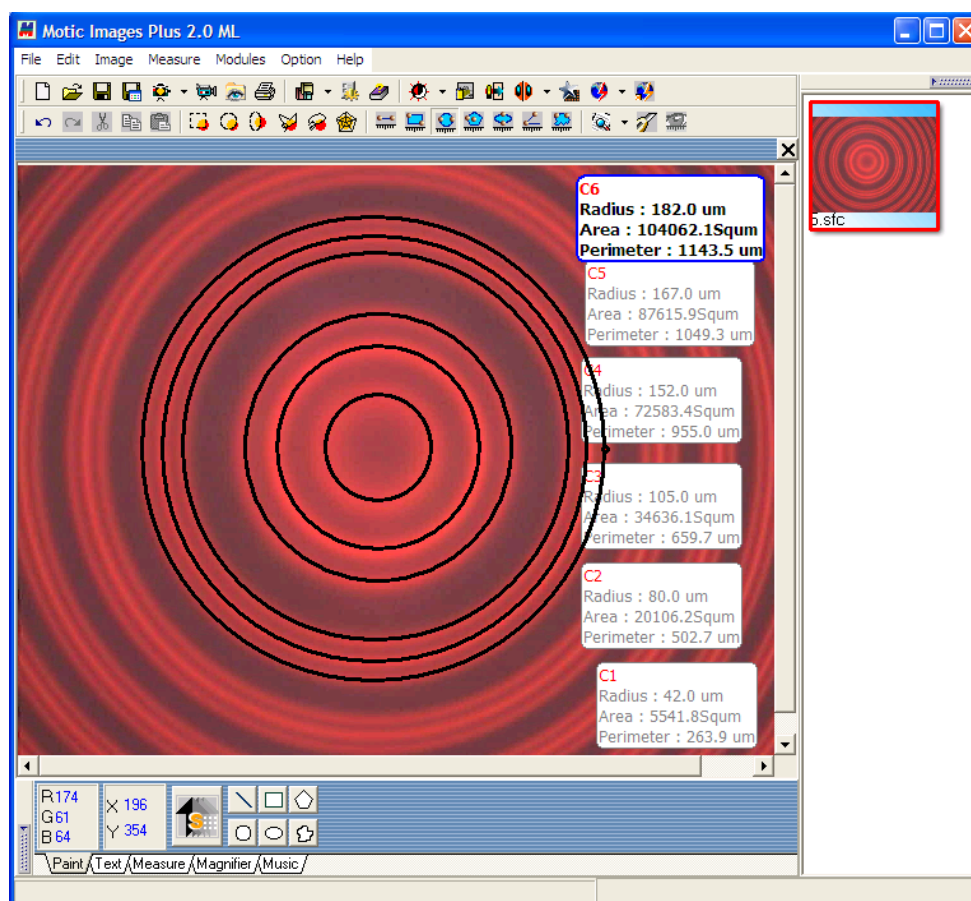 Motic Images Plus 2.0 ML
File Edit Image Measure Modules Option Help
C6
Radius : 182.0 um
Area : 104062.1Squm
Perimeter : 1143.5 um
C5
Radius : 167.0 um
Area : 87615.9Squm
Perimeter : 1049.3 um
C4
Radius : 152.0 um
Area : 72583.4Squm
Perimeter : 955.0 um
C3
Radius : 105.0 um
Area : 34636.1Squm
Perimeter : 659.7 um
C2
Radius : 80.0 um
Area : 20106.2Squm
Perimeter : 502.7 um
C1
Radius : 42.0 um
Area : 5541.8Squm
Perimeter : 263.9 um
.sfc
R174
G61
B64
X 196
Y 354
S
Paint Text Measure Magnifier Music